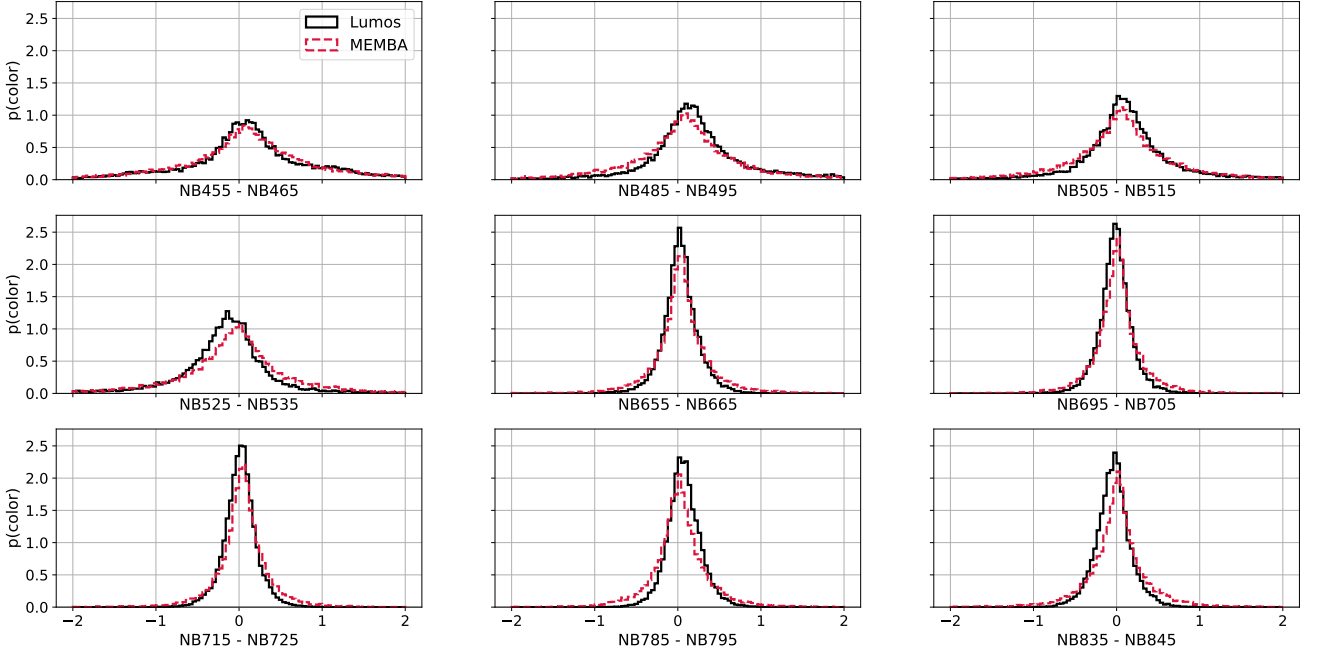 Lumos
MEMBA
p(color)
2.5
2.0
1.5
1.0
0.5
0.0
NB455 - NB465
NB485 - NB495
NB505 - NB515
p(color)
2.5
2.0
1.5
1.0
0.5
0.0
NB525 - NB535
NB655 - NB665
NB695 - NB705
p(color)
2.5
2.0
1.5
1.0
0.5
0.0
−2 −1 0 1 2
−2 −1 0 1 2
−2 −1 0 1 2
NB715 - NB725
NB785 - NB795
NB835 - NB845